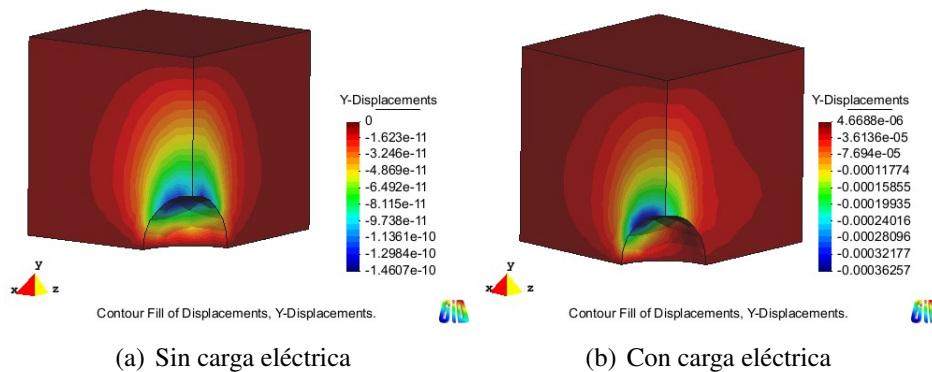 Y-Displacements
0
-1.623e-11
-3.246e-11
-4.869e-11
-6.492e-11
-8.115e-11
-9.738e-11
-1.1361e-10
-1.2984e-10
-1.4607e-10
y
x
z
Contour Fill of Displacements, Y-Displacements.
GiD
(a) Sin carga eléctrica
Y-Displacements
4.6688e-06
-3.6136e-05
-7.694e-05
-0.00011774
-0.00015855
-0.00019935
-0.00024016
-0.00028096
-0.00032177
-0.00036257
y
x
z
Contour Fill of Displacements, Y-Displacements.
(b) Con carga eléctrica